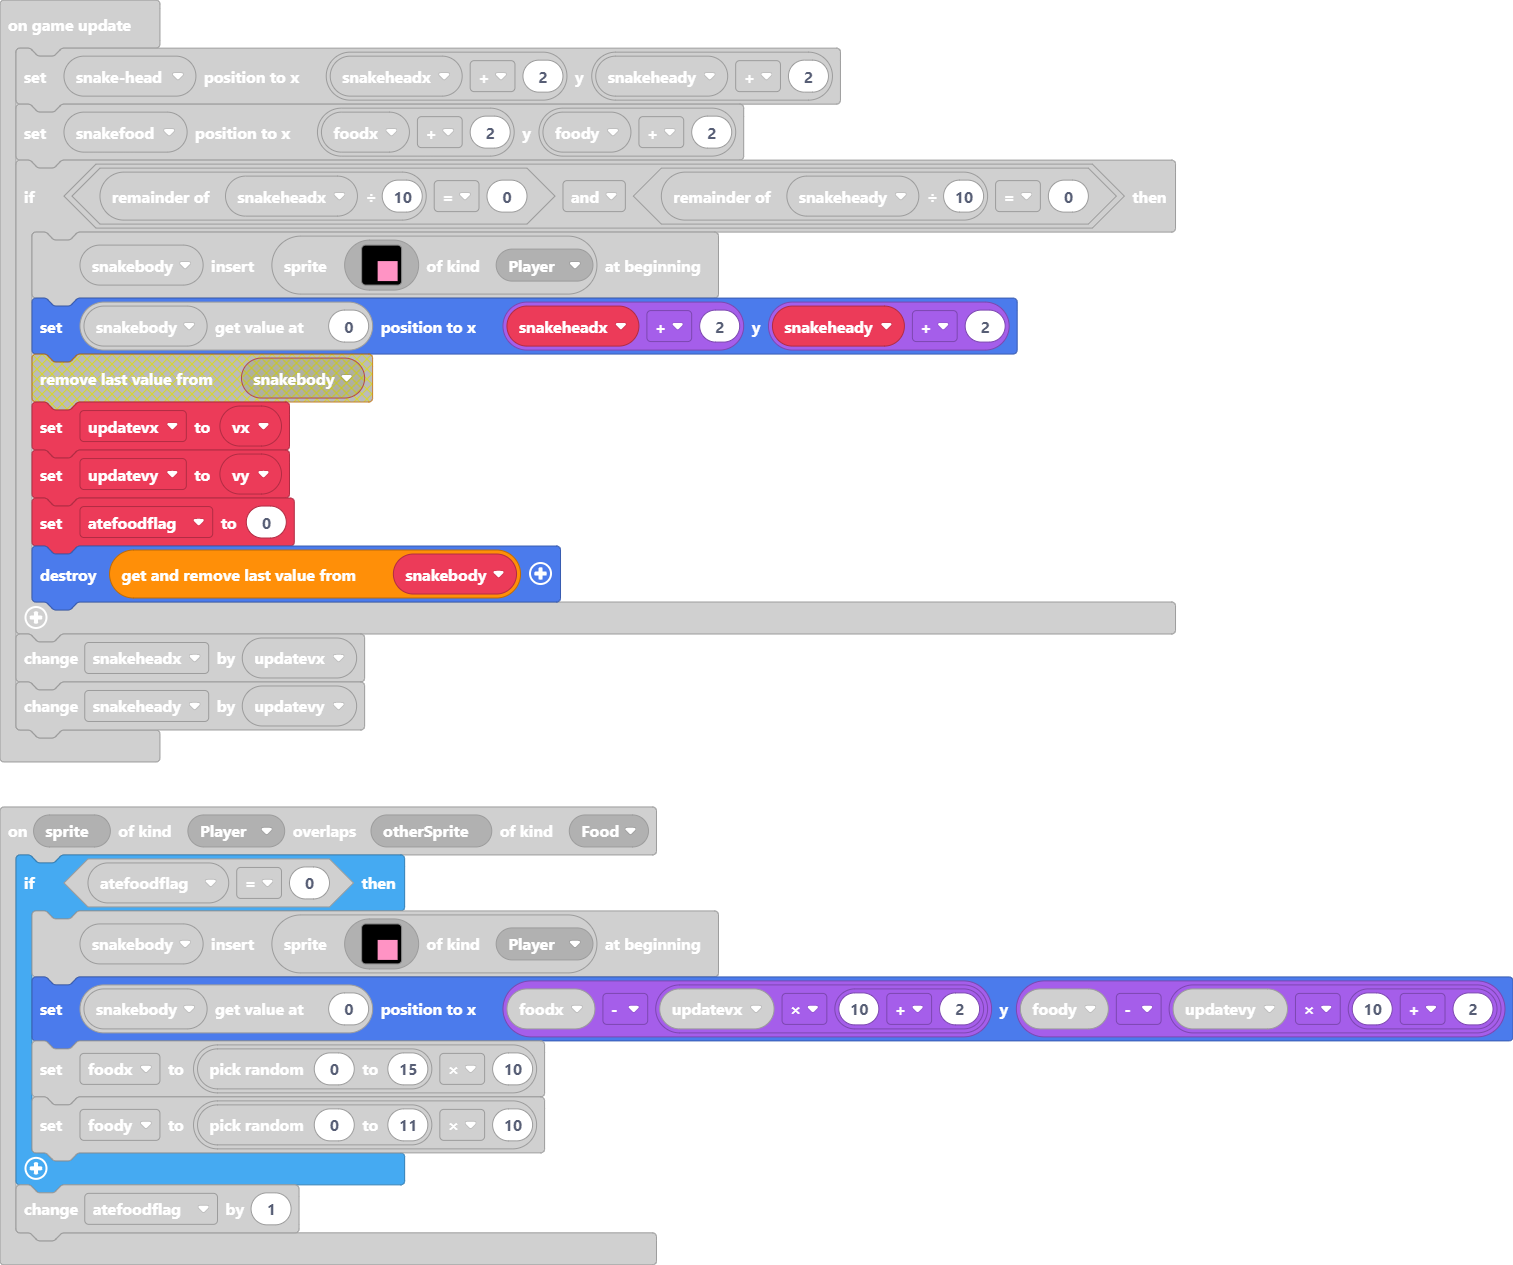 on game update
set snake-head position to x snakeheadx + 2 y snakeheady + 2
set snakefood position to x foodx + 2 y foody + 2
if remainder of snakeheadx ÷ 10 = 0 and remainder of snakeheady ÷ 10 = 0 then
snakebody insert sprite of kind Player at beginning
set snakebody get value at 0 position to x snakeheadx + 2 y snakeheady + 2
remove last value from snakebody
set updatevx to vx
set updatevy to vy
set atefoodflag to 0
destroy get and remove last value from snakebody
change snakeheadx by updatevx
change snakeheady by updatevy
on sprite of kind Player overlaps otherSprite of kind Food
if atefoodflag = 0 then
snakebody insert sprite of kind Player at beginning
set snakebody get value at 0 position to x foodx - updatevx × 10 + 2 y foody - updatevy × 10 + 2
set foodx to pick random 0 to 15 × 10
set foody to pick random 0 to 11 × 10
change atefoodflag by 1